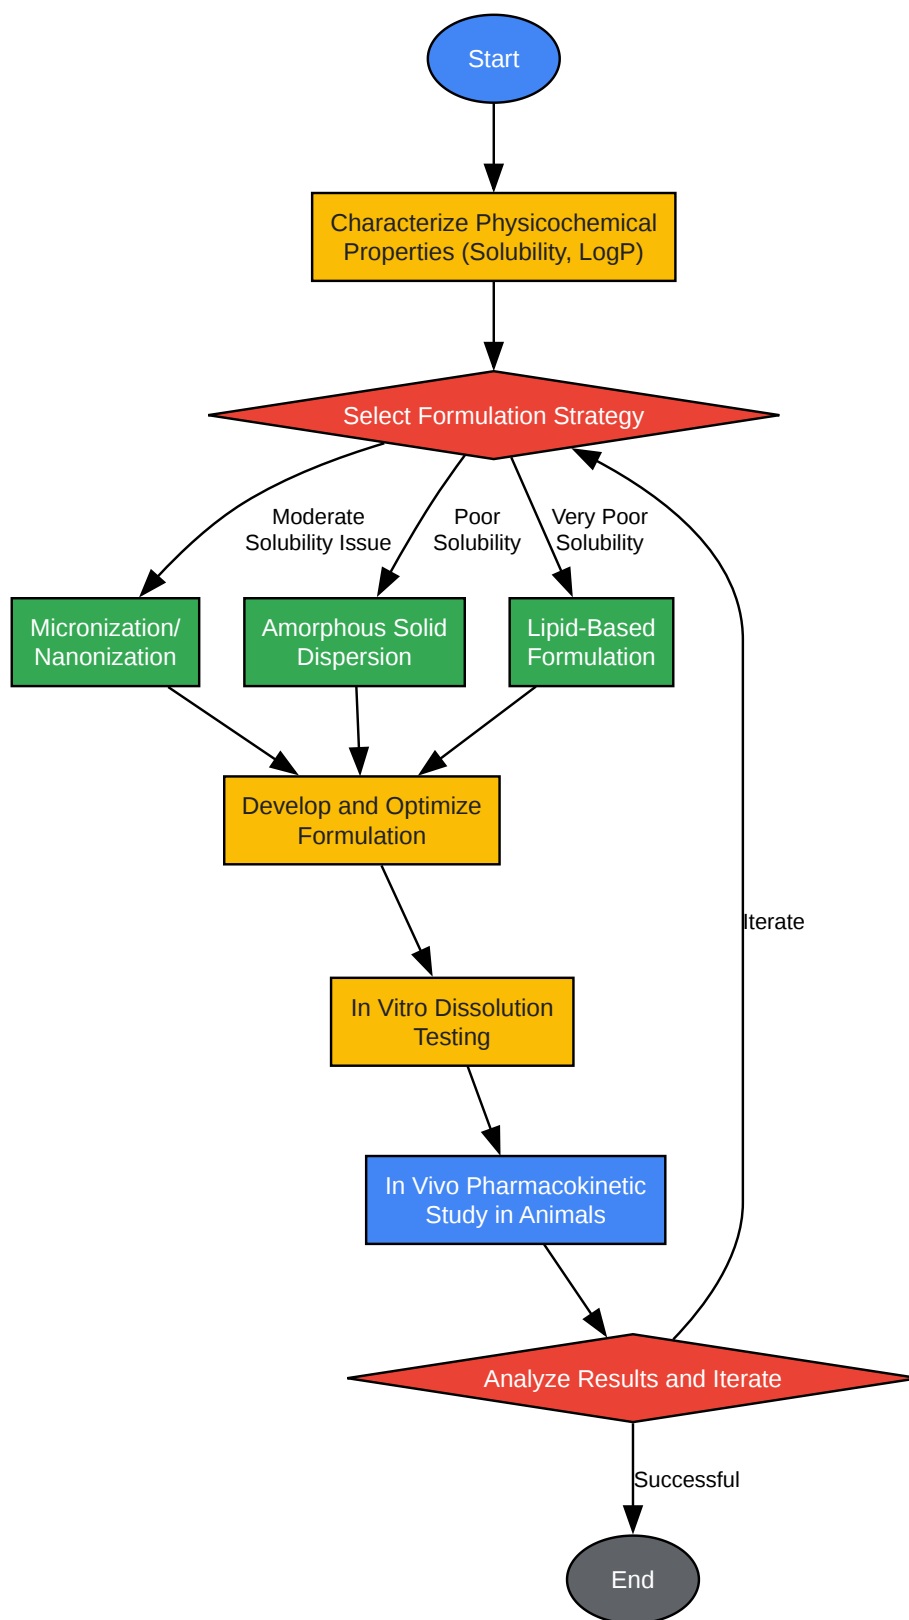 Start
Characterize Physicochemical
Properties (Solubility, LogP)
Select Formulation Strategy
Moderate
Solubility Issue
Poor
Solubility
Very Poor
Solubility
Micronization/
Nanonization
Amorphous Solid
Dispersion
Lipid-Based
Formulation
Develop and Optimize
Formulation
Iterate
In Vitro Dissolution
Testing
In Vivo Pharmacokinetic
Study in Animals
Analyze Results and Iterate
Successful
End